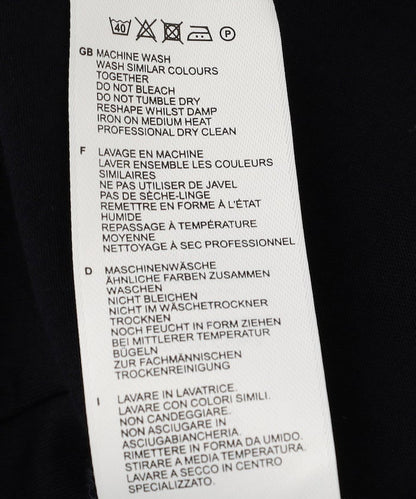 40 P
GB MACHINE WASH
WASH SIMILAR COLOURS
TOGETHER
DO NOT BLEACH
DO NOT TUMBLE DRY
RESHAPE WHILST DAMP
IRON ON MEDIUM HEAT
PROFESSIONAL DRY CLEAN
F LAVAGE EN MACHINE
LAVER ENSEMBLE LES COULEURS
SIMILAIRES
NE PAS UTILISER DE JAVEL
PAS DE SÈCHE-LINGE
REMETTRE EN FORME À L'ÉTAT
HUMIDE
REPASSAGE À TEMPÉRATURE
MOYENNE
NETTOYAGE À SEC PROFESSIONNEL
D MASCHINENWÄSCHE
ÄHNLICHE FARBEN ZUSAMMEN
WASCHEN
NICHT BLEICHEN
NICHT IM WÄSCHETROCKNER
TROCKNEN
NOCH FEUCHT IN FORM ZIEHEN
BEI MITTLERER TEMPERATUR
BÜGELN
ZUR FACHMÄNNISCHEN
TROCKENREINIGUNG
I LAVARE IN LAVATRICE.
LAVARE CON COLORI SIMILI.
NON CANDEGGIARE.
NON ASCIUGARE IN
ASCIUGABIANCHERIA.
RIMETTERE IN FORMA DA UMIDO.
STIRARE A MEDIA TEMPERATURA.
LAVARE A SECCO IN CENTRO
SPECIALIZZATO.